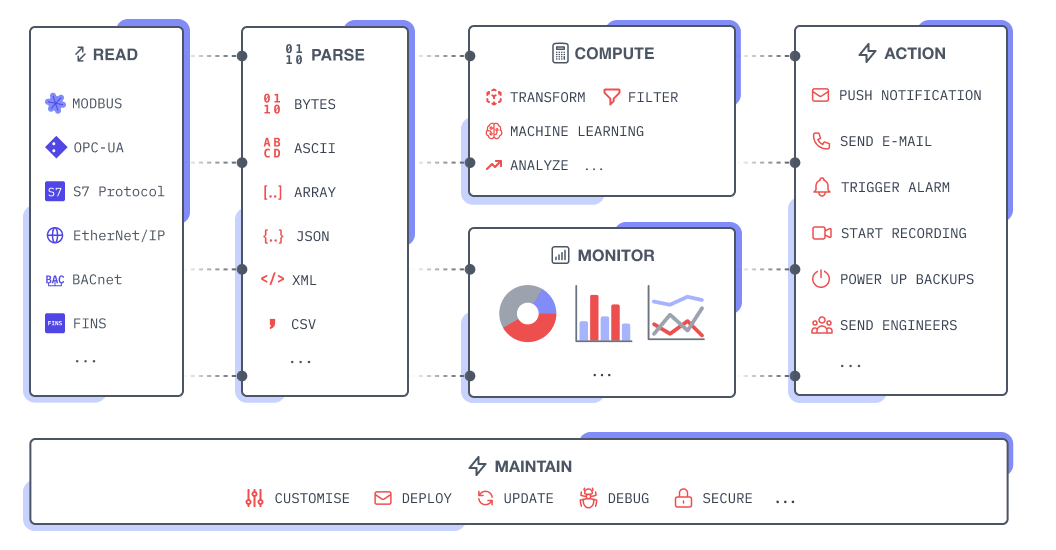 READ
MODBUS
OPC-UA
S7 S7 Protocol
EtherNet/IP
BAC BACnet
FINS FINS
...
01
10 PARSE
01
10 BYTES
AB
CD ASCII
[..] ARRAY
{..} JSON
</> XML
, CSV
...
COMPUTE
TRANSFORM FILTER
MACHINE LEARNING
ANALYZE ...
MONITOR
...
ACTION
PUSH NOTIFICATION
SEND E-MAIL
TRIGGER ALARM
START RECORDING
POWER UP BACKUPS
SEND ENGINEERS
...
MAINTAIN
CUSTOMISE DEPLOY UPDATE DEBUG SECURE ...